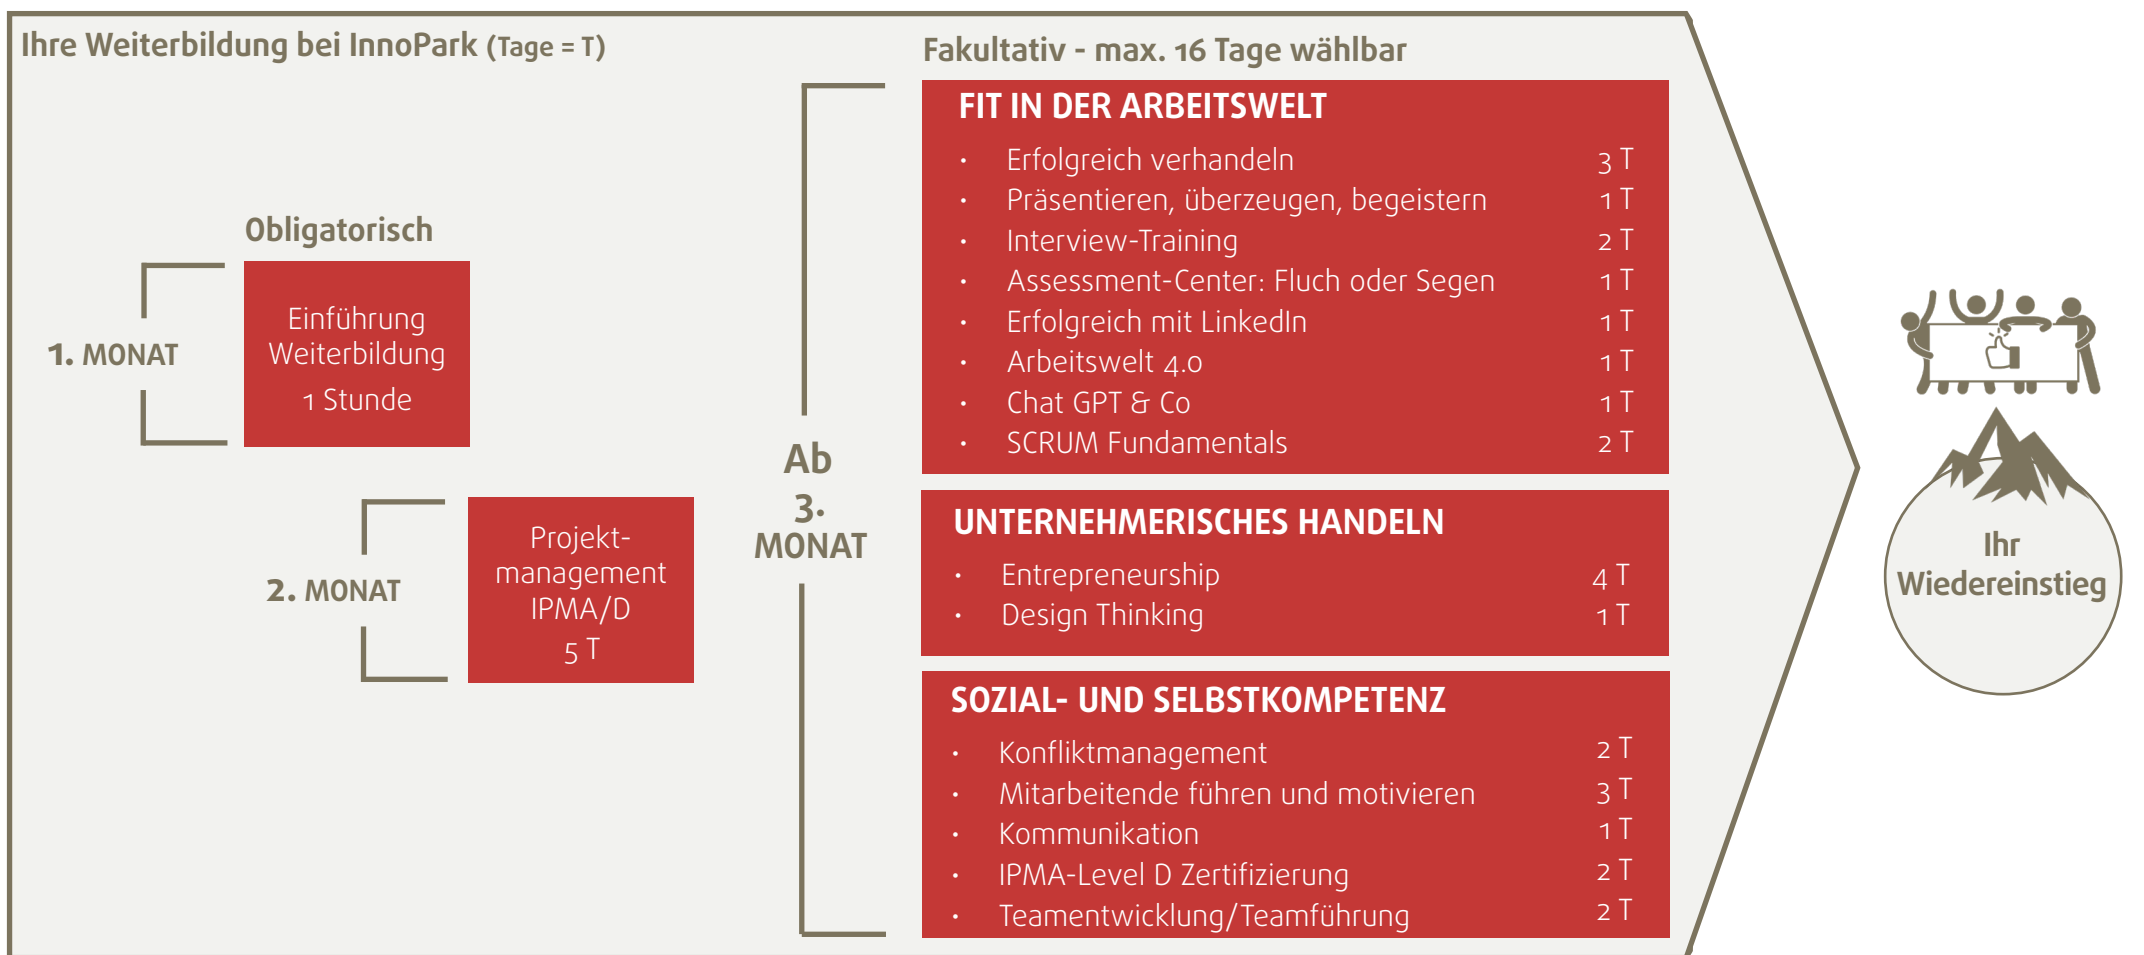 Ihre Weiterbildung bei InnoPark (Tage = T)
Obligatorisch
1. MONAT
Einführung
Weiterbildung
1 Stunde
2. MONAT
Projekt-
management
IPMA/D
5 T
Ab
3.
MONAT
Fakultativ - max. 16 Tage wählbar
FIT IN DER ARBEITSWELT
• Erfolgreich verhandeln 3 T
• Präsentieren, überzeugen, begeistern 1 T
• Interview-Training 2 T
• Assessment-Center: Fluch oder Segen 1 T
• Erfolgreich mit LinkedIn 1 T
• Arbeitswelt 4.0 1 T
• Chat GPT & Co 1 T
• SCRUM Fundamentals 2 T
UNTERNEHMERISCHES HANDELN
• Entrepreneurship 4 T
• Design Thinking 1 T
SOZIAL- UND SELBSTKOMPETENZ
• Konfliktmanagement 2 T
• Mitarbeitende führen und motivieren 3 T
• Kommunikation 1 T
• IPMA-Level D Zertifizierung 2 T
• Teamentwicklung/Teamführung 2 T
Ihr
Wiedereinstieg